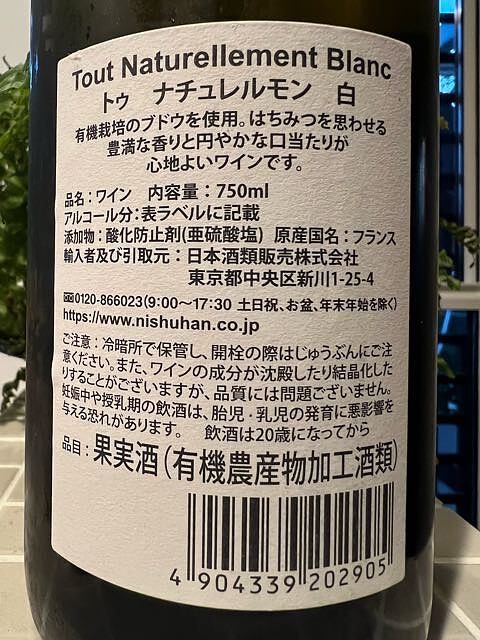 Tout Naturellement Blanc
トゥ ナチュレルモン 白
有機栽培のブドウを使用。はちみつを思わせる
豊満な香りと円やかな口当たりが
心地よいワインです。
品名：ワイン 内容量：750ml
アルコール分：表ラベルに記載
添加物：酸化防止剤(亜硫酸塩) 原産国名：フランス
輸入者及び引取元：日本酒類販売株式会社
東京都中央区新川1-25-4
0120-866023(9:00〜17:30 土日祝、お盆、年末年始を除く)
https://www.nishuhan.co.jp
ご注意：冷暗所で保管し、開栓の際はじゅうぶんにご注
意ください。また、ワインの成分が沈殿したり結晶化した
りすることがございますが、品質には問題ございません。
妊娠中や授乳期の飲酒は、胎児・乳児の発育に悪影響を
与える恐れがあります。 飲酒は20歳になってから
品目：果実酒(有機農産物加工酒類)
4 904339 202905